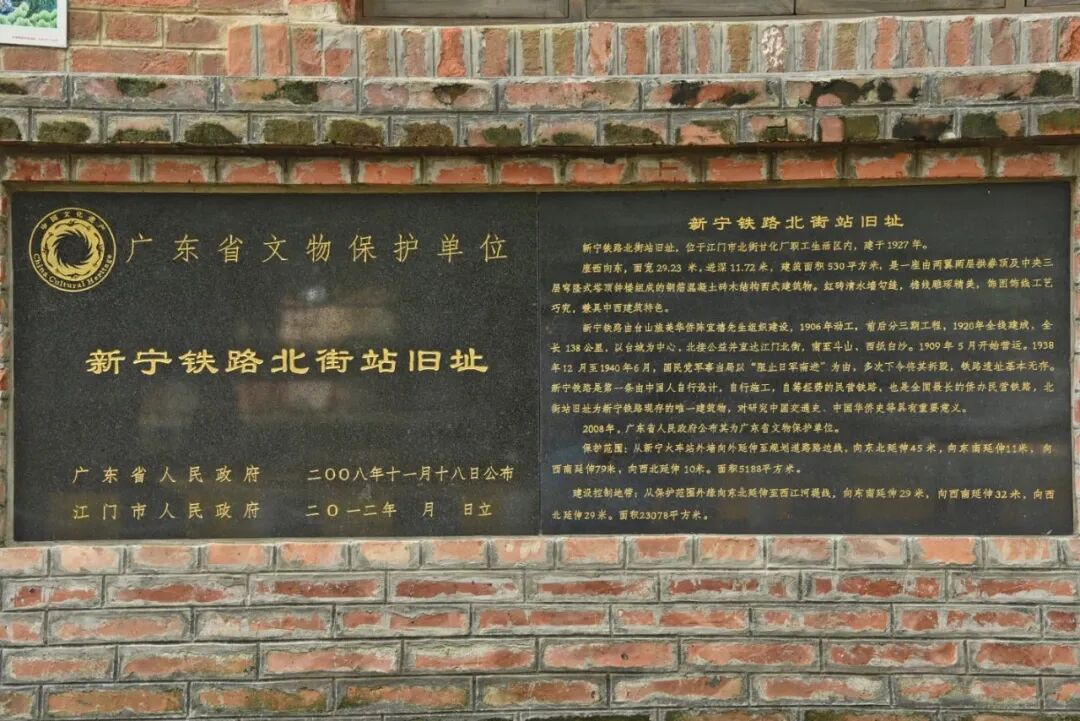 中国文化遗产
China Cultural Heritage
广东省文物保护单位
新宁铁路北街站旧址
广东省人民政府 二〇〇八年十一月十八日公布
江门市人民政府 二〇一二年 月 日立
新宁铁路北街站旧址
新宁铁路北街站旧址，位于江门市北街甘化厂职工生活区内，建于1927年。
座西向东，面宽29.23米，进深11.72米，建筑面积530平方米，是一座由两翼两层拱券顶及中央三
层穹窿式塔顶钟楼组成的钢筋混凝土砖木结构西式建筑物。红砖清水墙勾缝，檐线雕琢精美，饰图饰线工艺
巧究，兼具中西建筑特色。
新宁铁路由台山旅美华侨陈宜禧先生组织建设，1906年动工，前后分三期工程，1920年全线建成，全
长138公里，以台城为中心，北接公益并直达江门北街，南至斗山、西抵白沙。1909年5月开始营运。1938
年12月至1940年6月，国民党军事当局以“阻止日军南进”为由，多次下令将其拆毁，铁路遗址基本无存。
新宁铁路是第一条由中国人自行设计，自行施工，自筹经费的民营铁路，也是全国最长的侨办民营铁路，北
街站旧址为新宁铁路现存的唯一建筑物，对研究中国交通史、中国华侨史等具有重要意义。
2008年，广东省人民政府公布其为广东省文物保护单位。
保护范围：从新宁火车站外墙向外延伸至规划道路路边线，向东北延伸45米，向东南延伸11米，向
西南延伸79米，向西北延伸10米。面积5188平方米。
建设控制地带：从保护范围外缘向东北延伸至西江河堤线，向东南延伸29米，向西南延伸32米，向西
北延伸29米。面积23078平方米。